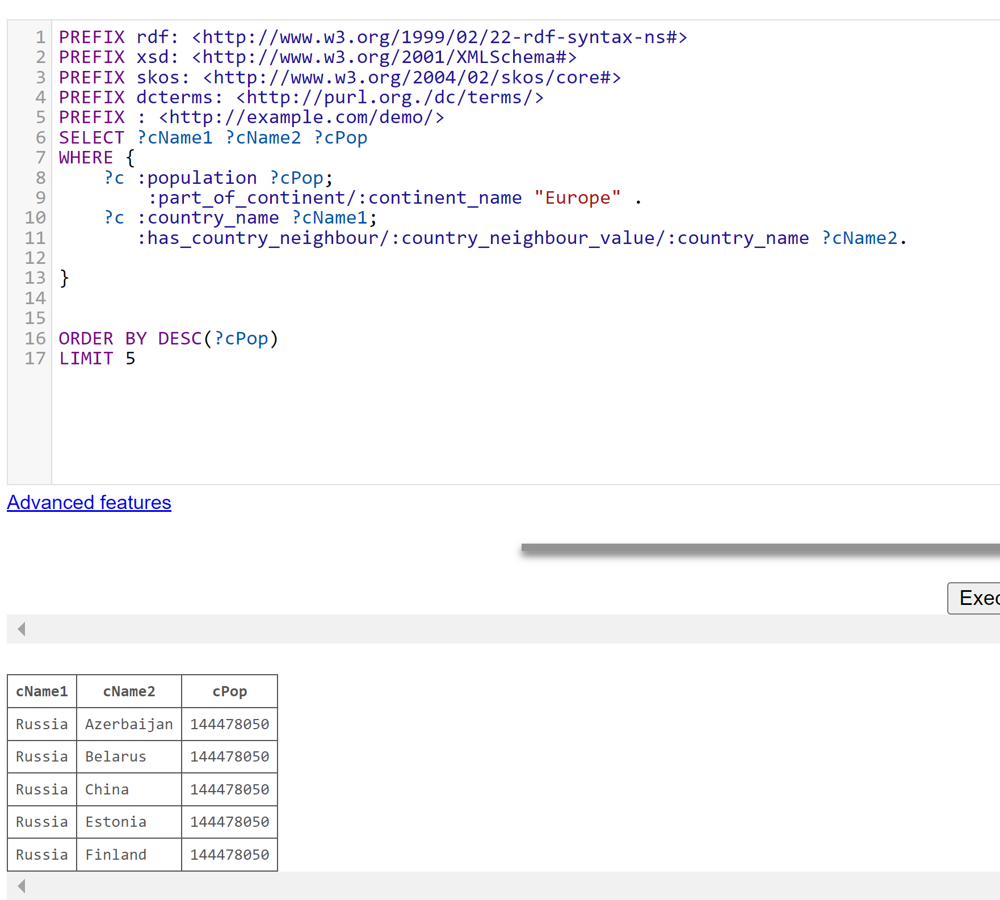 1 PREFIX rdf: <http://www.w3.org/1999/02/22-rdf-syntax-ns#>
2 PREFIX xsd: <http://www.w3.org/2001/XMLSchema#>
3 PREFIX skos: <http://www.w3.org/2004/02/skos/core#>
4 PREFIX dcterms: <http://purl.org./dc/terms/>
5 PREFIX : <http://example.com/demo/>
6 SELECT ?cName1 ?cName2 ?cPop
7 WHERE {
8 ?c :population ?cPop;
9 :part_of_continent/:continent_name "Europe" .
10 ?c :country_name ?cName1;
11 :has_country_neighbour/:country_neighbour_value/:country_name ?cName2.
12
13 }
14
15
16 ORDER BY DESC(?cPop)
17 LIMIT 5
Advanced features
Exec
cName1 cName2 cPop
Russia Azerbaijan 144478050
Russia Belarus 144478050
Russia China 144478050
Russia Estonia 144478050
Russia Finland 144478050